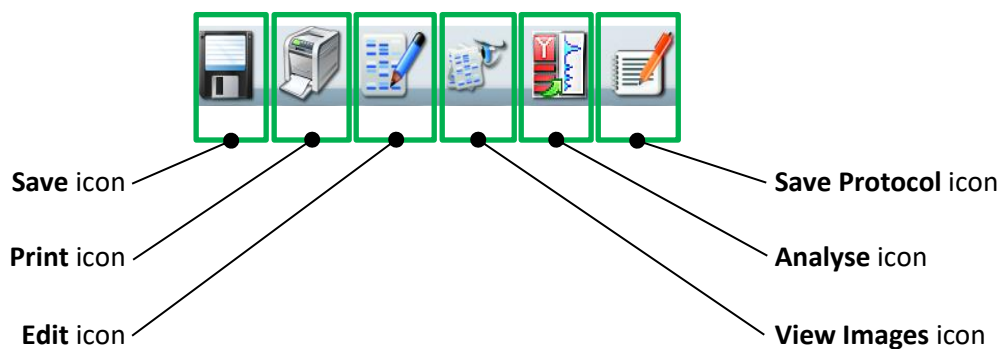 Save icon
Save Protocol icon
Print icon
Analyse icon
Edit icon
View Images icon